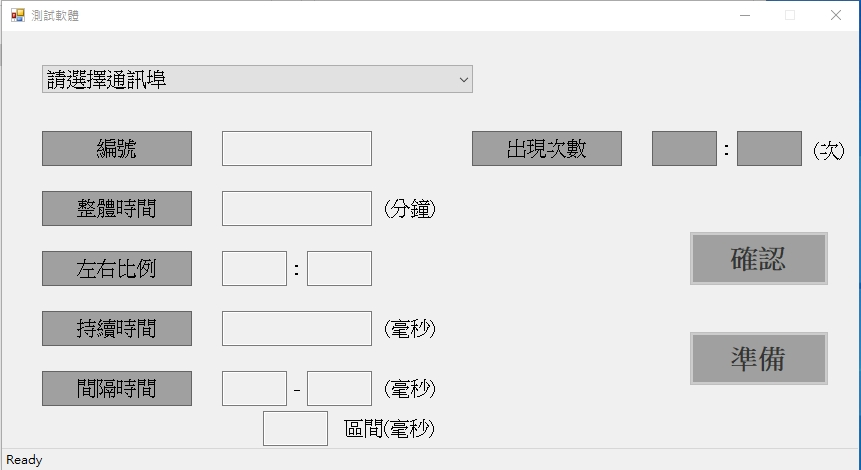 測試軟體
請選擇通訊埠
編號
出現次數 : (次)
整體時間 (分鐘)
左右比例 :
確認
持續時間 (毫秒)
準備
間隔時間 - (毫秒)
區間(毫秒)
Ready